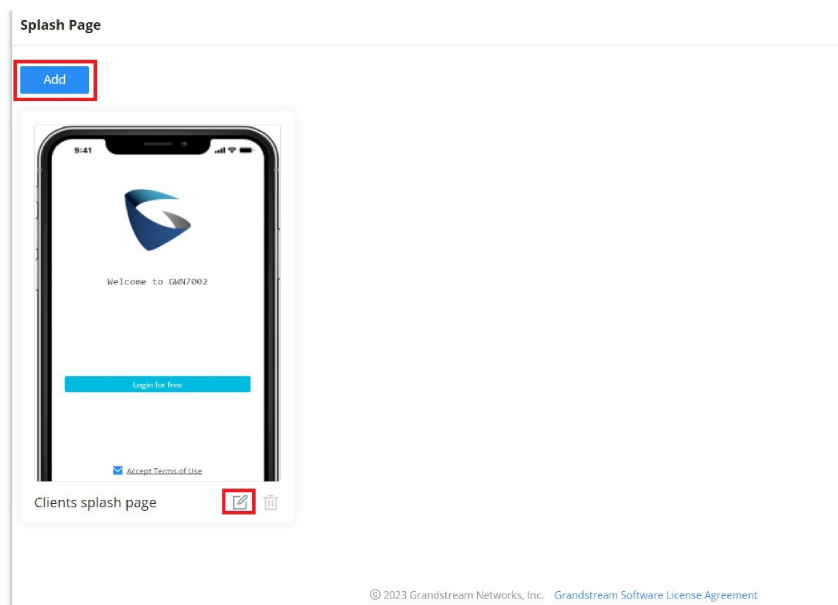 Splash Page
Add
9:41
Welcome to GWN7002
Login for free
Accept Terms of Use
Clients splash page
© 2023 Grandstream Networks, Inc. Grandstream Software License Agreement